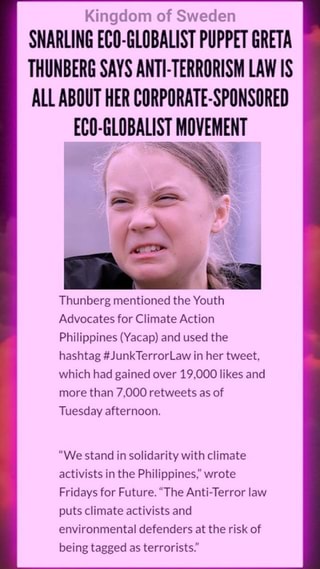 Kingdom of Sweden
SNARLING ECO-GLOBALIST PUPPET GRETA
THUNBERG SAYS ANTI-TERRORISM LAW IS
ALL ABOUT HER CORPORATE-SPONSORED
ECO-GLOBALIST MOVEMENT
Thunberg mentioned the Youth
Advocates for Climate Action
Philippines (Yacap) and used the
hashtag #JunkTerrorLaw in her tweet,
which had gained over 19,000 likes and
more than 7,000 retweets as of
Tuesday afternoon.
“We stand in solidarity with climate
activists in the Philippines,” wrote
Fridays for Future. “The Anti-Terror law
puts climate activists and
environmental defenders at the risk of
being tagged as terrorists.”